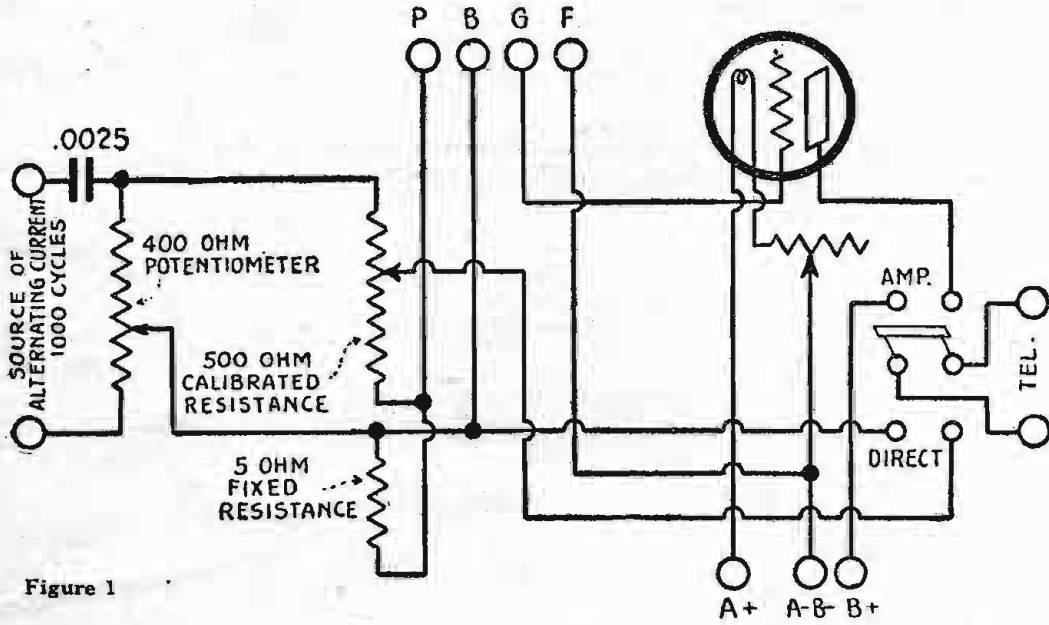 P B G F
.0025
SOURCE OF
ALTERNATING CURRENT
1000 CYCLES
400 OHM
POTENTIOMETER
500 OHM
CALIBRATED
RESISTANCE
5 OHM
FIXED
RESISTANCE
AMP.
TEL.
DIRECT
A+ A-B- B+
Figure 1